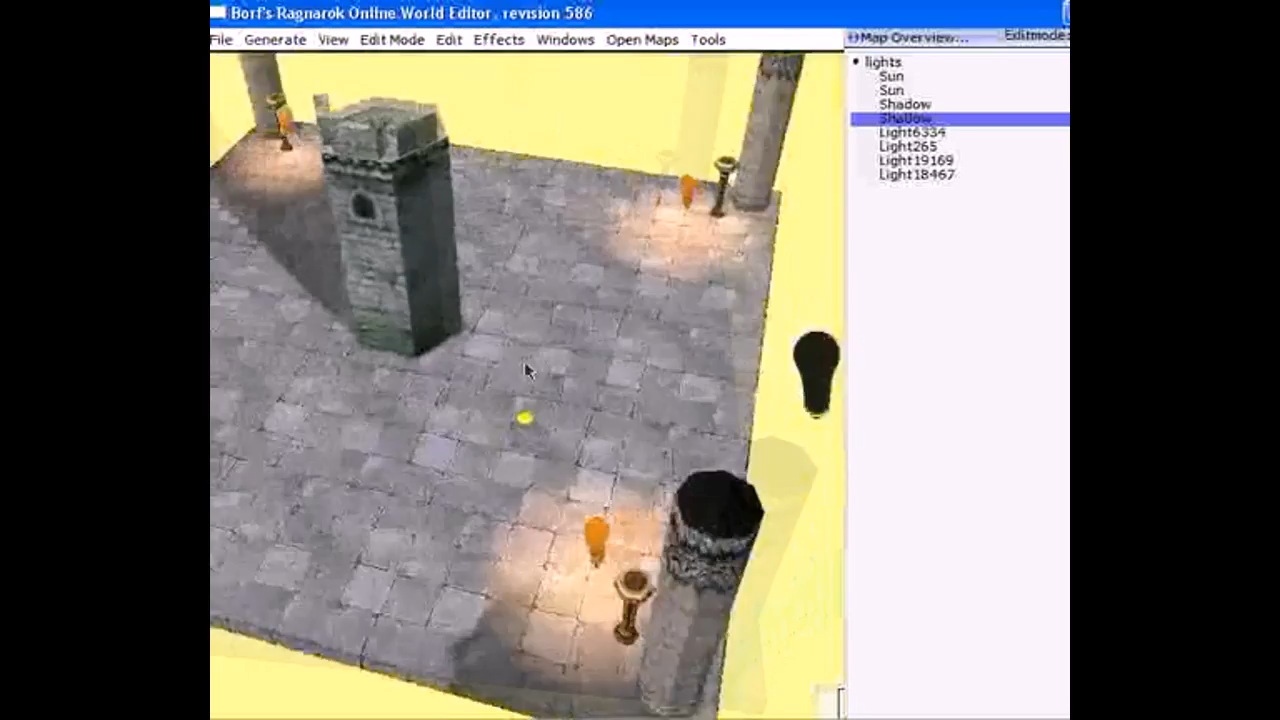 Borf's Ragnarok Online World Editor, revision 586
File Generate View Edit Mode Edit Effects Windows Open Maps Tools
Map Overview... Editmode:
lights
Sun
Sun
Shadow
Shadow
Light6334
Light265
Light19169
Light18467